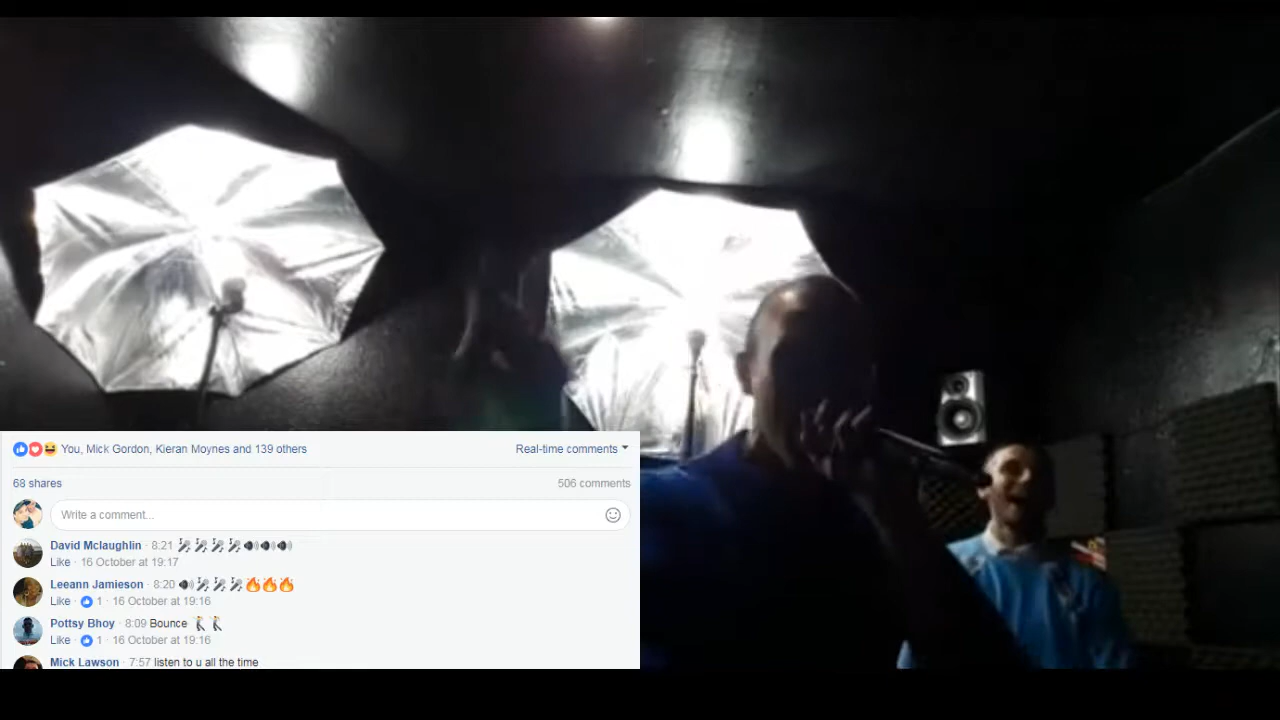 You, Mick Gordon, Kieran Moynes and 139 others
Real-time comments
68 shares
506 comments
Write a comment...
David Mclaughlin · 8:21 🎤🎤🎤🎤🔊🔊🔊
Like · 16 October at 19:17
Leeann Jamieson · 8:20 🔊🎤🎤🎤🔥🔥🔥
Like · 1 · 16 October at 19:16
Pottsy Bhoy · 8:09 Bounce
Like · 1 · 16 October at 19:16
Mick Lawson · 7:57 listen to u all the time